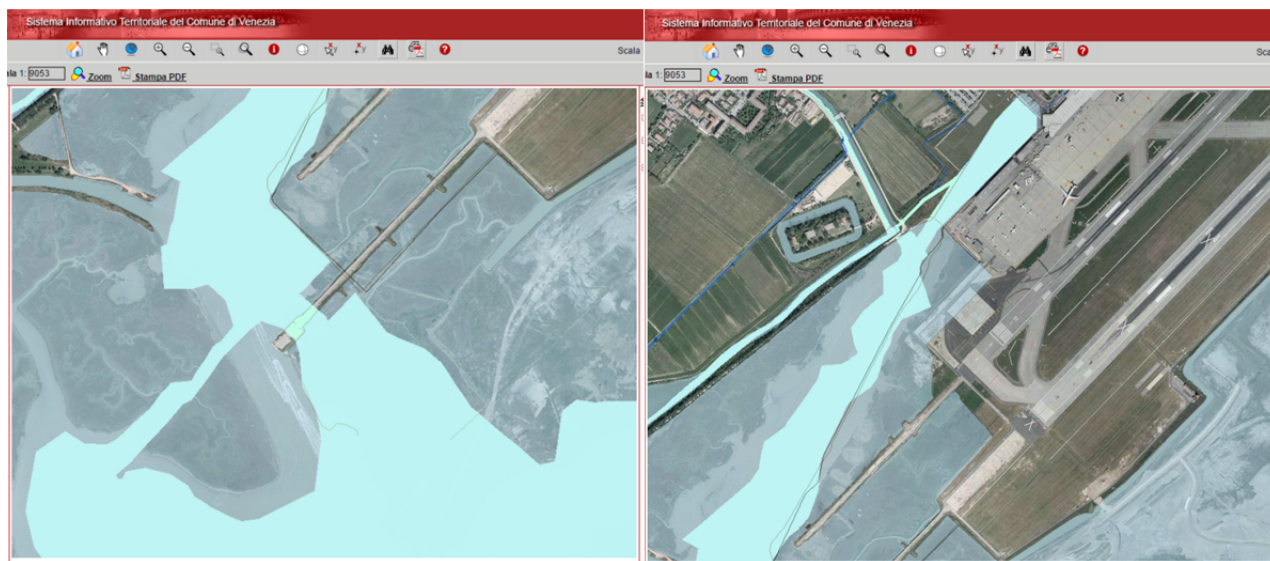 Sistema Informativo Territoriale del Comune di Venezia
Scala
ala 1: 9053 Zoom Stampa PDF
Sistema Informativo Territoriale del Comune di Venezia
Sca
la 1: 9053 Zoom Stampa PDF